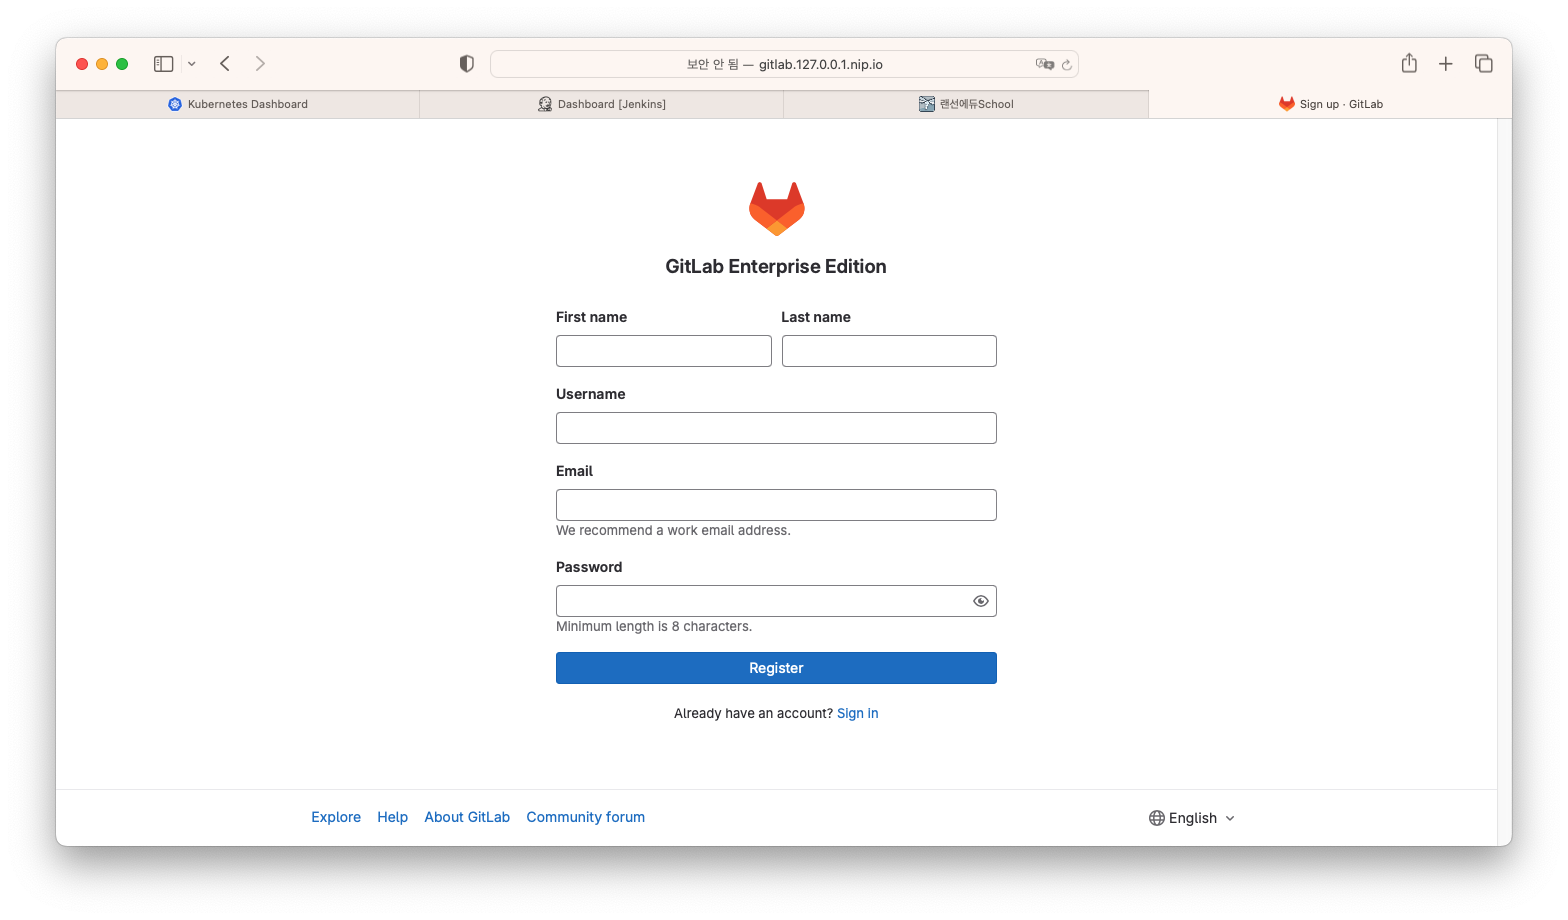 보안 안 됨 — gitlab.127.0.0.1.nip.io
Kubernetes Dashboard
Dashboard [Jenkins]
랜선에듀School
Sign up · GitLab
GitLab Enterprise Edition
First name
Last name
Username
Email
We recommend a work email address.
Password
Minimum length is 8 characters.
Register
Already have an account? Sign in
Explore
Help
About GitLab
Community forum
English